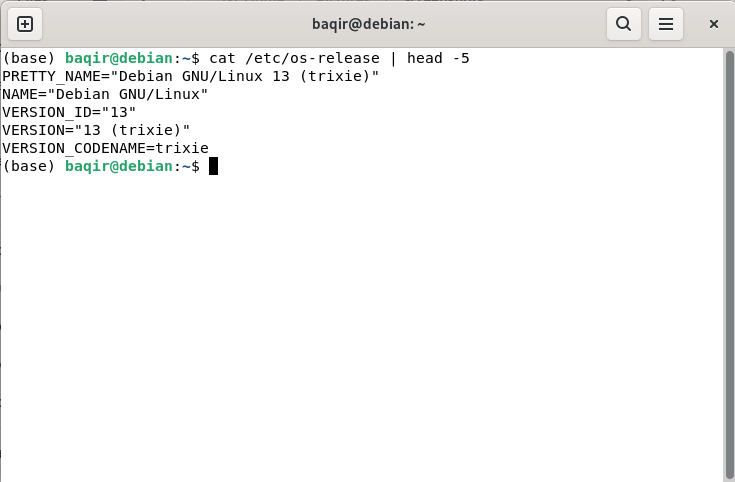 baqir@debian: ~
(base) baqir@debian:~$ cat /etc/os-release | head -5
PRETTY_NAME="Debian GNU/Linux 13 (trixie)"
NAME="Debian GNU/Linux"
VERSION_ID="13"
VERSION="13 (trixie)"
VERSION_CODENAME=trixie
(base) baqir@debian:~$